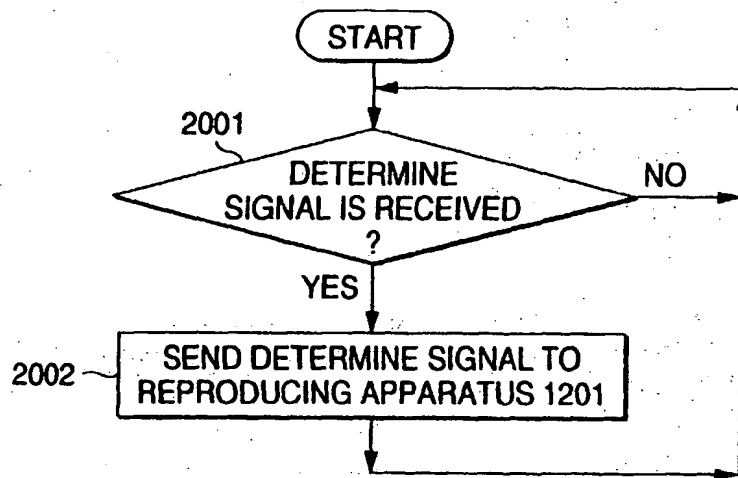 START
2001
DETERMINE
SIGNAL IS RECEIVED
?
NO
YES
2002
SEND DETERMINE SIGNAL TO
REPRODUCING APPARATUS 1201